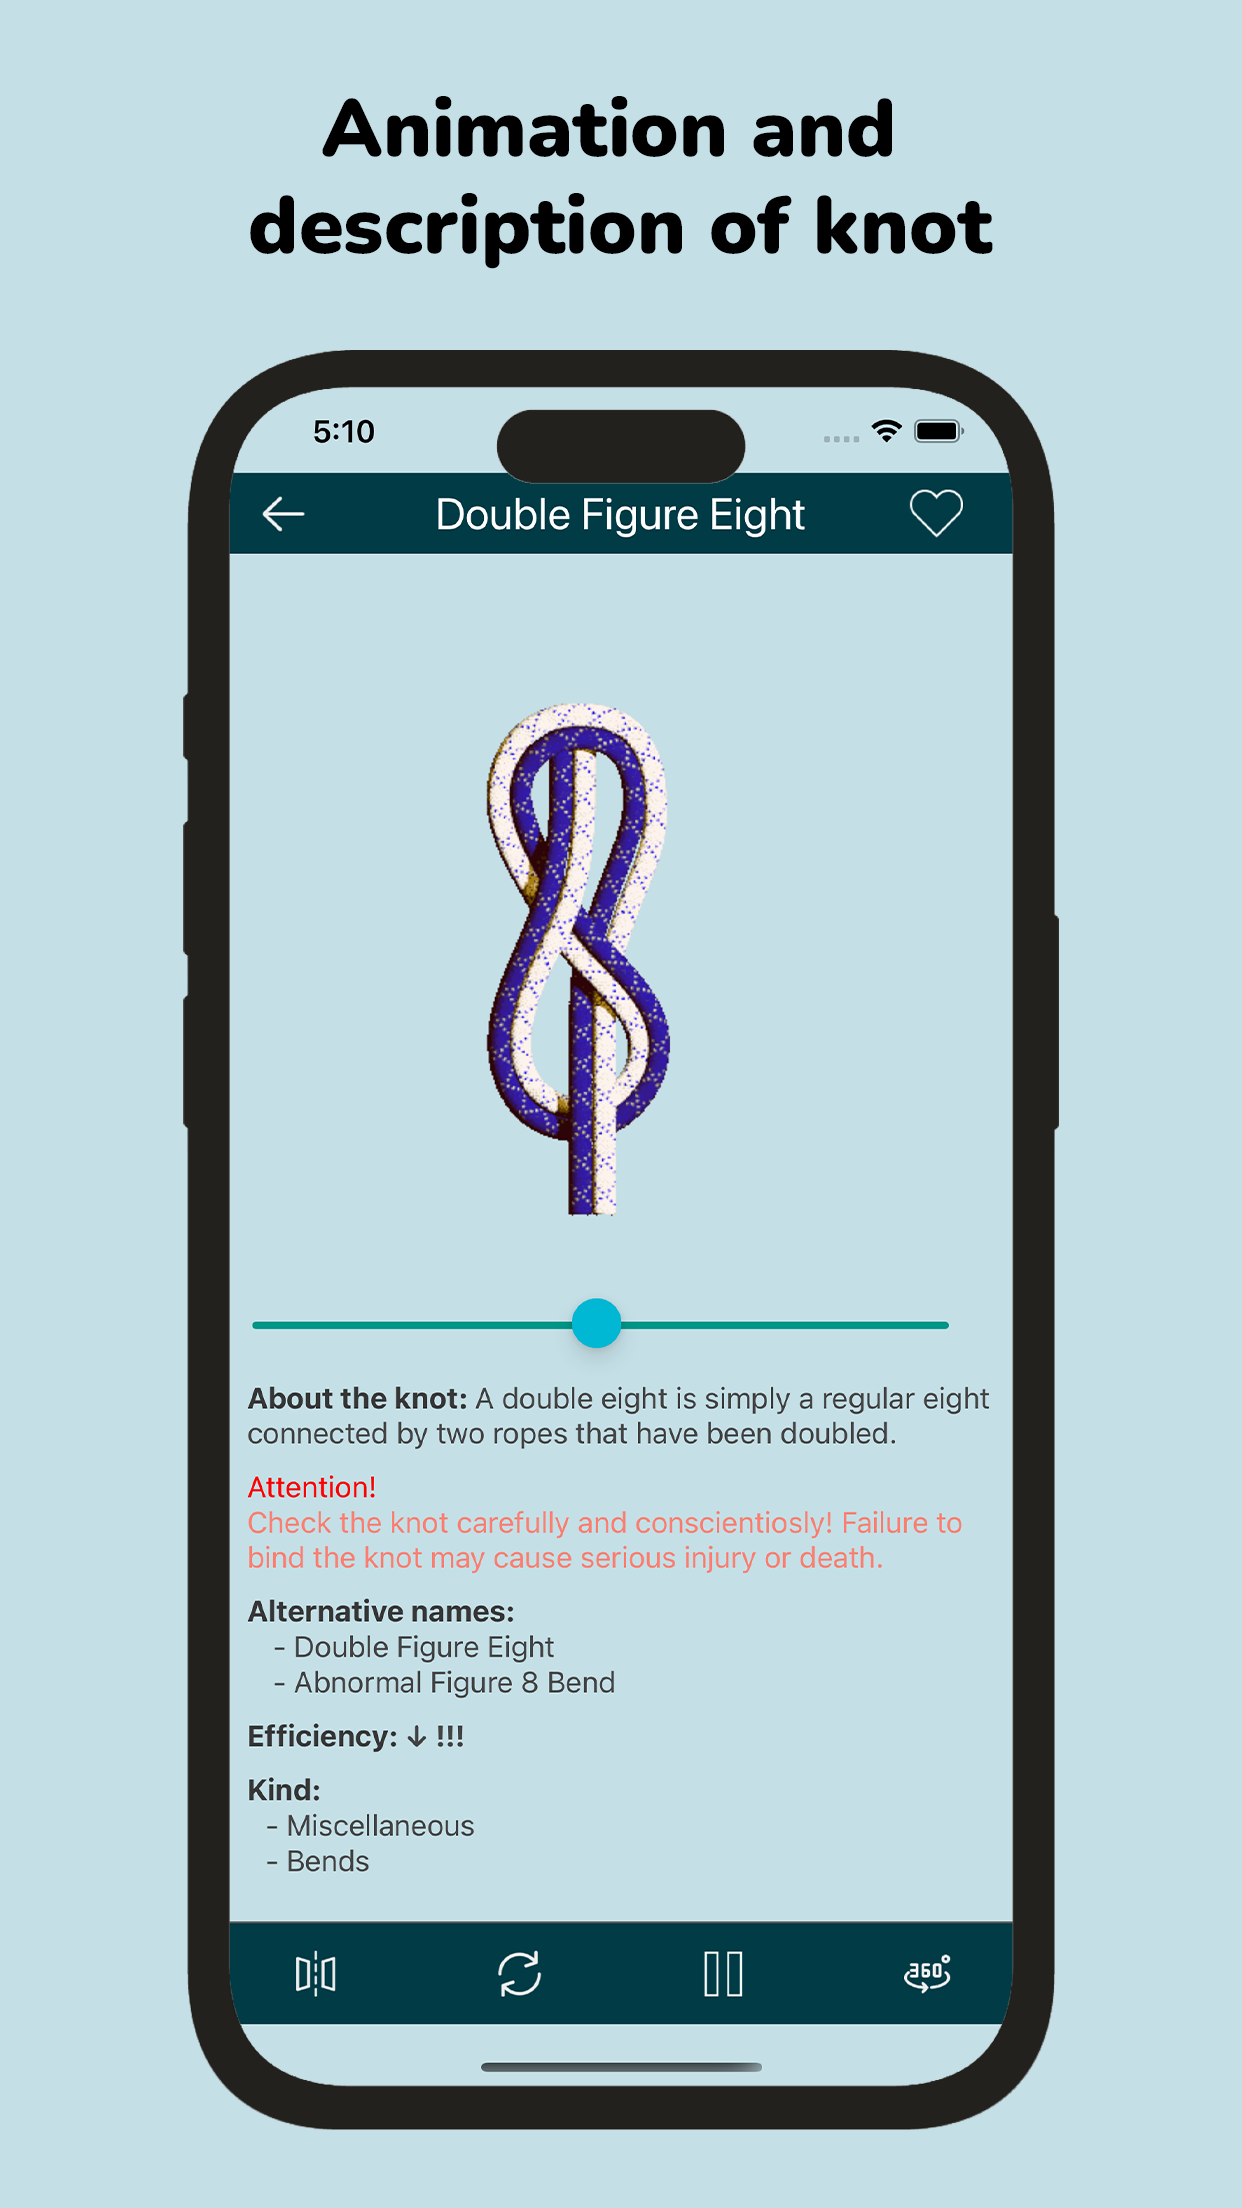 Animation and
description of knot
5:10
Double Figure Eight
About the knot: A double eight is simply a regular eight
connected by two ropes that have been doubled.
Attention!
Check the knot carefully and conscientiosly! Failure to
bind the knot may cause serious injury or death.
Alternative names:
- Double Figure Eight
- Abnormal Figure 8 Bend
Efficiency: ↓ !!!
Kind:
- Miscellaneous
- Bends
360°